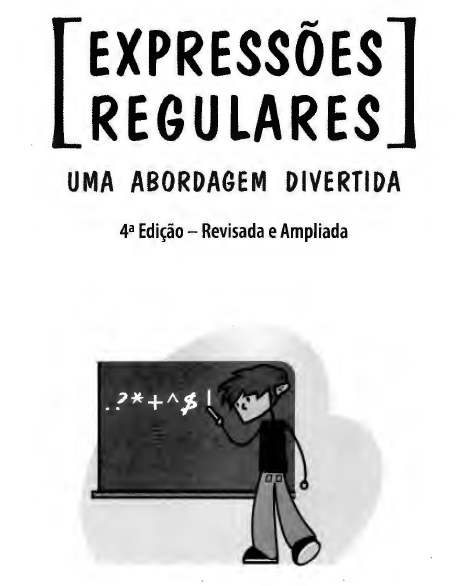 [EXPRESSÕES
REGULARES]
UMA ABORDAGEM DIVERTIDA
4ª Edição – Revisada e Ampliada
.?*+^$|